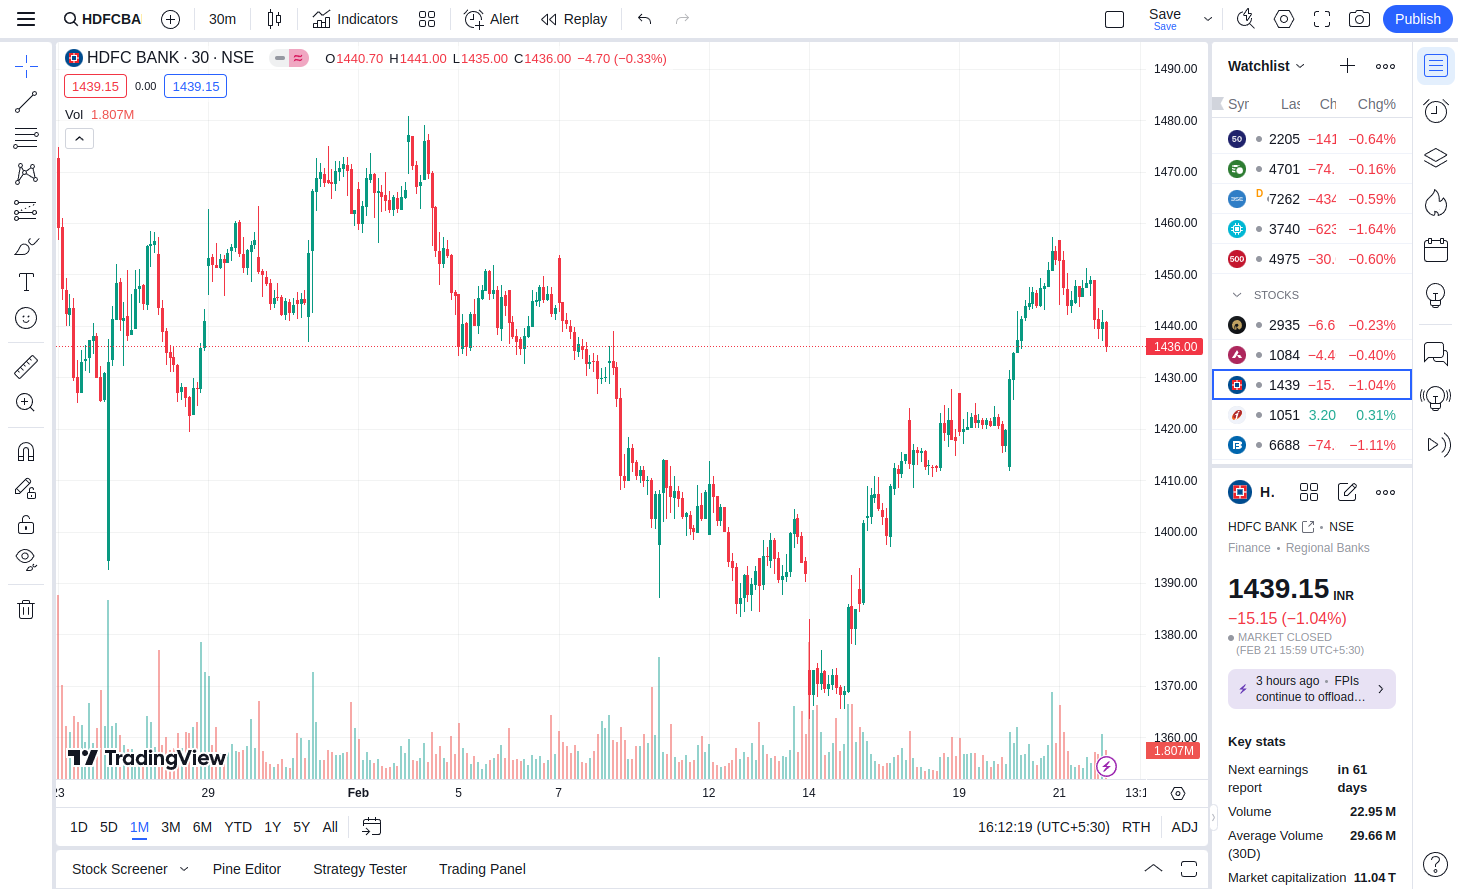 HDFCBA
30m
Indicators
Alert
Replay
Save
Save
Publish
HDFC BANK · 30 · NSE
O1440.70 H1441.00 L1435.00 C1436.00 −4.70 (−0.33%)
1439.15 0.00 1439.15
Vol 1.807M
1490.00
1480.00
1470.00
1460.00
1450.00
1440.00
1436.00
1430.00
1420.00
1410.00
1400.00
1390.00
1380.00
1370.00
1360.00
1.807M
TradingView
23 29 Feb 5 7 12 14 19 21 13:1
1D 5D 1M 3M 6M YTD 1Y 5Y All
16:12:19 (UTC+5:30) RTH ADJ
Stock Screener Pine Editor Strategy Tester Trading Panel
Watchlist
Syr Las Ch Chg%
50 2205 −141 −0.64%
4701 −74. −0.16%
D 7262 −434 −0.59%
3740 −623 −1.64%
500 4975 −30. −0.60%
STOCKS
2935 −6.6 −0.23%
1084 −4.4 −0.40%
1439 −15. −1.04%
1051 3.20 0.31%
6688 −74. −1.11%
H.
HDFC BANK • NSE
Finance • Regional Banks
1439.15 INR
−15.15 (−1.04%)
MARKET CLOSED
(FEB 21 15:59 UTC+5:30)
3 hours ago • FPIs
continue to offload…
Key stats
Next earnings report in 61 days
Volume 22.95 M
Average Volume (30D) 29.66 M
Market capitalization 11.04 T